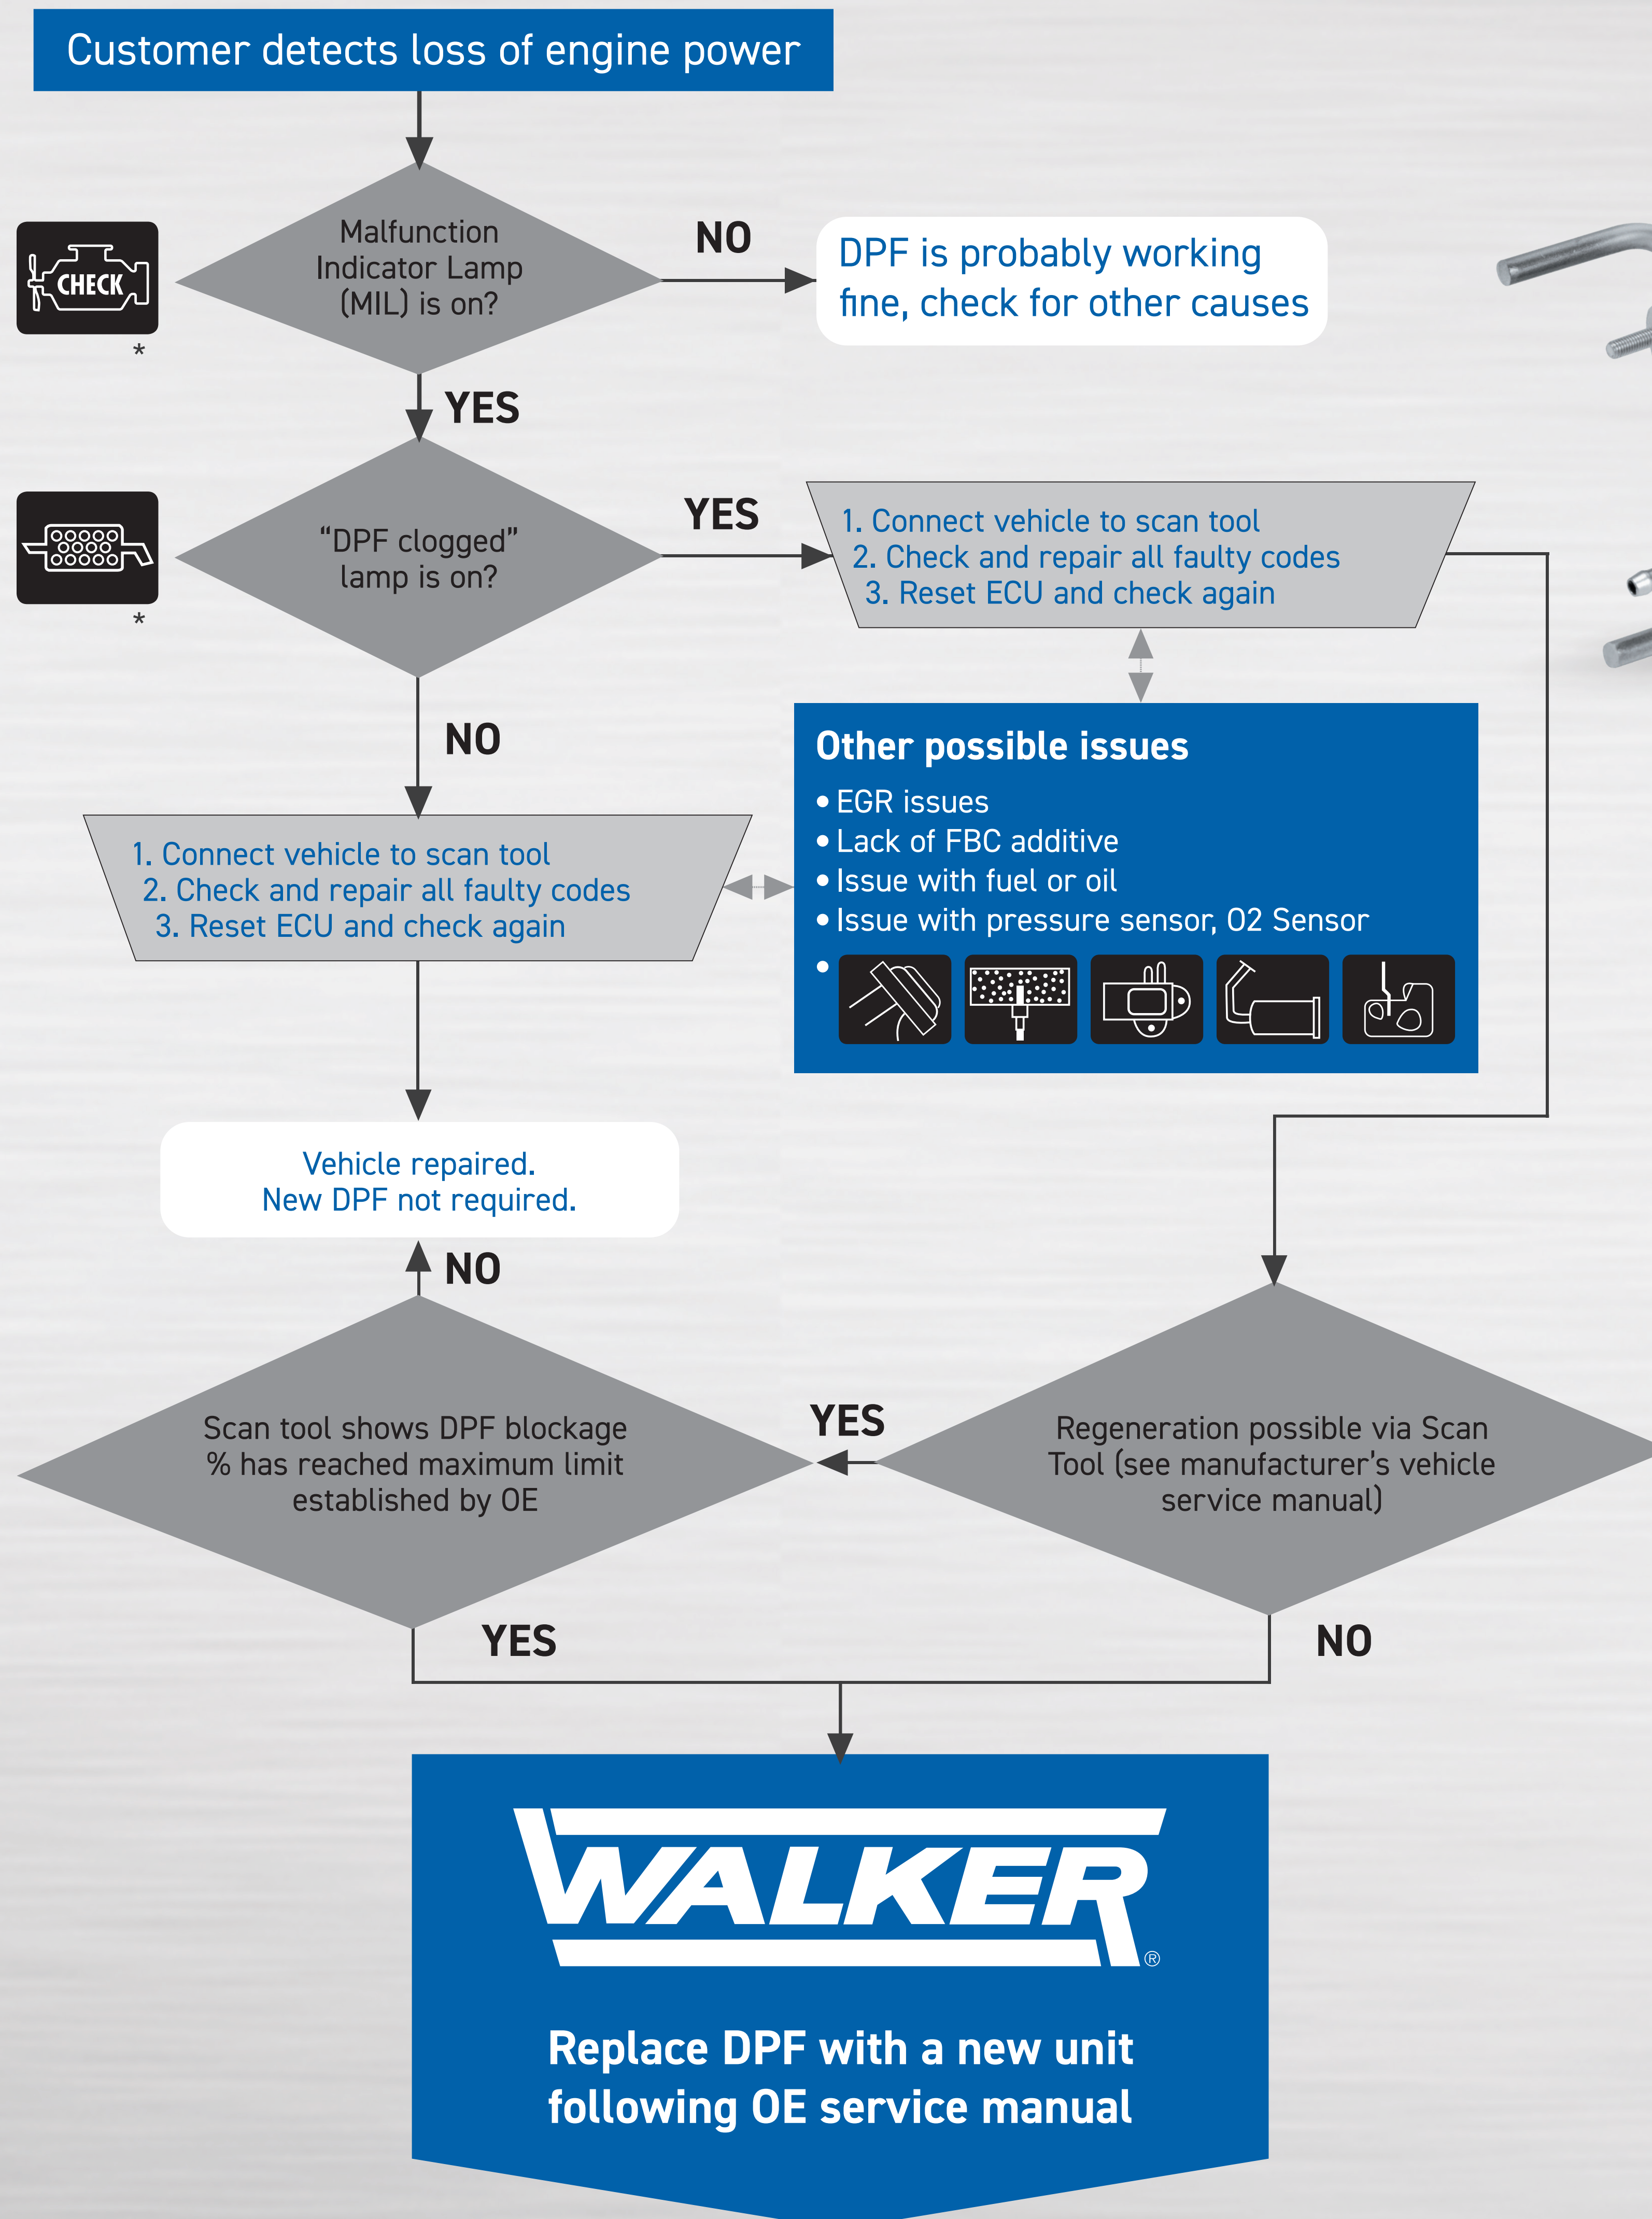 Customer detects loss of engine power
Malfunction
Indicator Lamp
(MIL) is on?
CHECK
*
NO
DPF is probably working
fine, check for other causes
YES
“DPF clogged”
lamp is on?
*
YES
1. Connect vehicle to scan tool
2. Check and repair all faulty codes
3. Reset ECU and check again
NO
Other possible issues
• EGR issues
• Lack of FBC additive
• Issue with fuel or oil
• Issue with pressure sensor, O2 Sensor
•
1. Connect vehicle to scan tool
2. Check and repair all faulty codes
3. Reset ECU and check again
Vehicle repaired.
New DPF not required.
NO
Scan tool shows DPF blockage
% has reached maximum limit
established by OE
YES
Regeneration possible via Scan
Tool (see manufacturer's vehicle
service manual)
YES
NO
WALKER®
Replace DPF with a new unit
following OE service manual